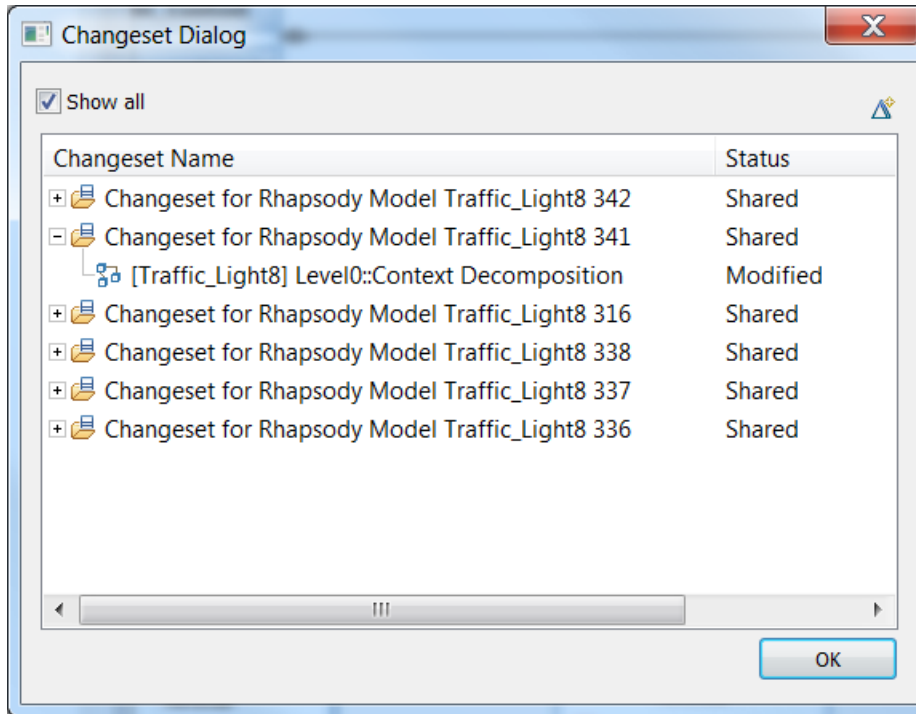 Changeset Dialog
Show all
Changeset Name Status
Changeset for Rhapsody Model Traffic_Light8 342 Shared
Changeset for Rhapsody Model Traffic_Light8 341 Shared
[Traffic_Light8] Level0::Context Decomposition Modified
Changeset for Rhapsody Model Traffic_Light8 316 Shared
Changeset for Rhapsody Model Traffic_Light8 338 Shared
Changeset for Rhapsody Model Traffic_Light8 337 Shared
Changeset for Rhapsody Model Traffic_Light8 336 Shared
OK